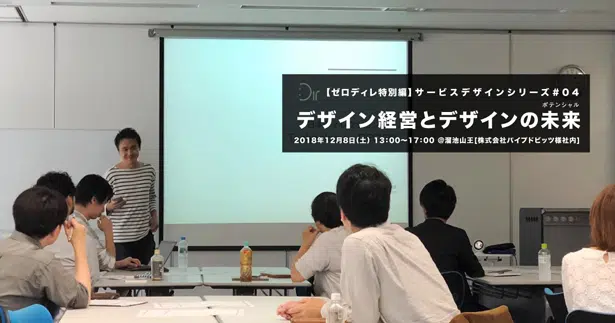 【ゼロディレ特別編】サービスデザインシリーズ#04
ポテンシャル
デザイン経営とデザインの未来
2018年12月8日(土) 13:00〜17:00 @溜池山王[株式会社パイプドビッツ様社内]